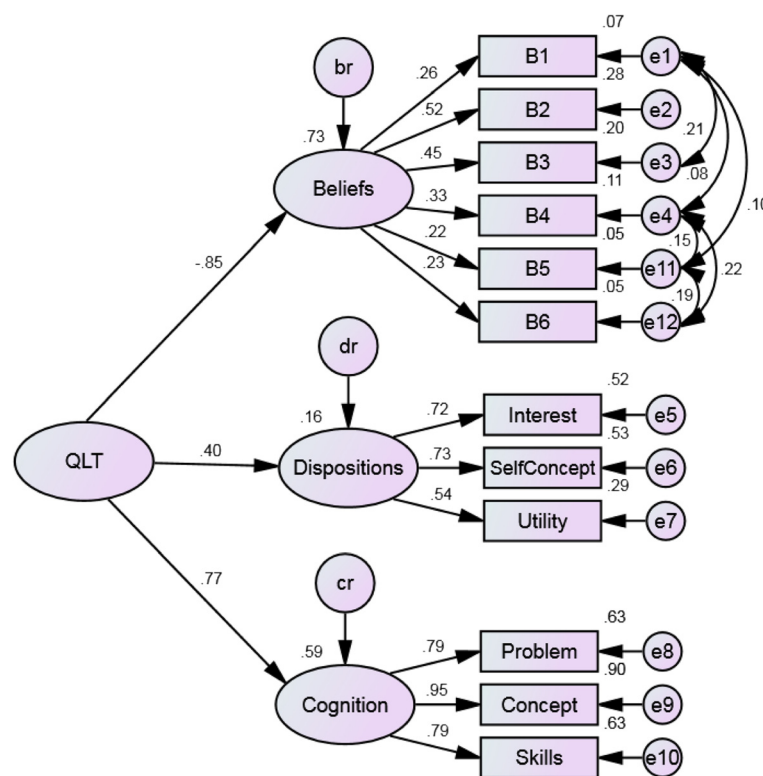 .07
br
B1
e1
.26
.28
B2
e2
.52
.20
.21
.73
B3
e3
.45
.11
.08
Beliefs
.33
B4
e4
.10
.05
.15
.22
B5
e11
.22
.23
.05
.19
B6
e12
-.85
dr
.52
.16
.72
Interest
e5
.53
QLT
.40
Dispositions
.73
SelfConcept
e6
.29
.54
Utility
e7
.77
cr
.63
.59
.79
Problem
e8
.90
Cognition
.95
Concept
e9
.63
.79
Skills
e10